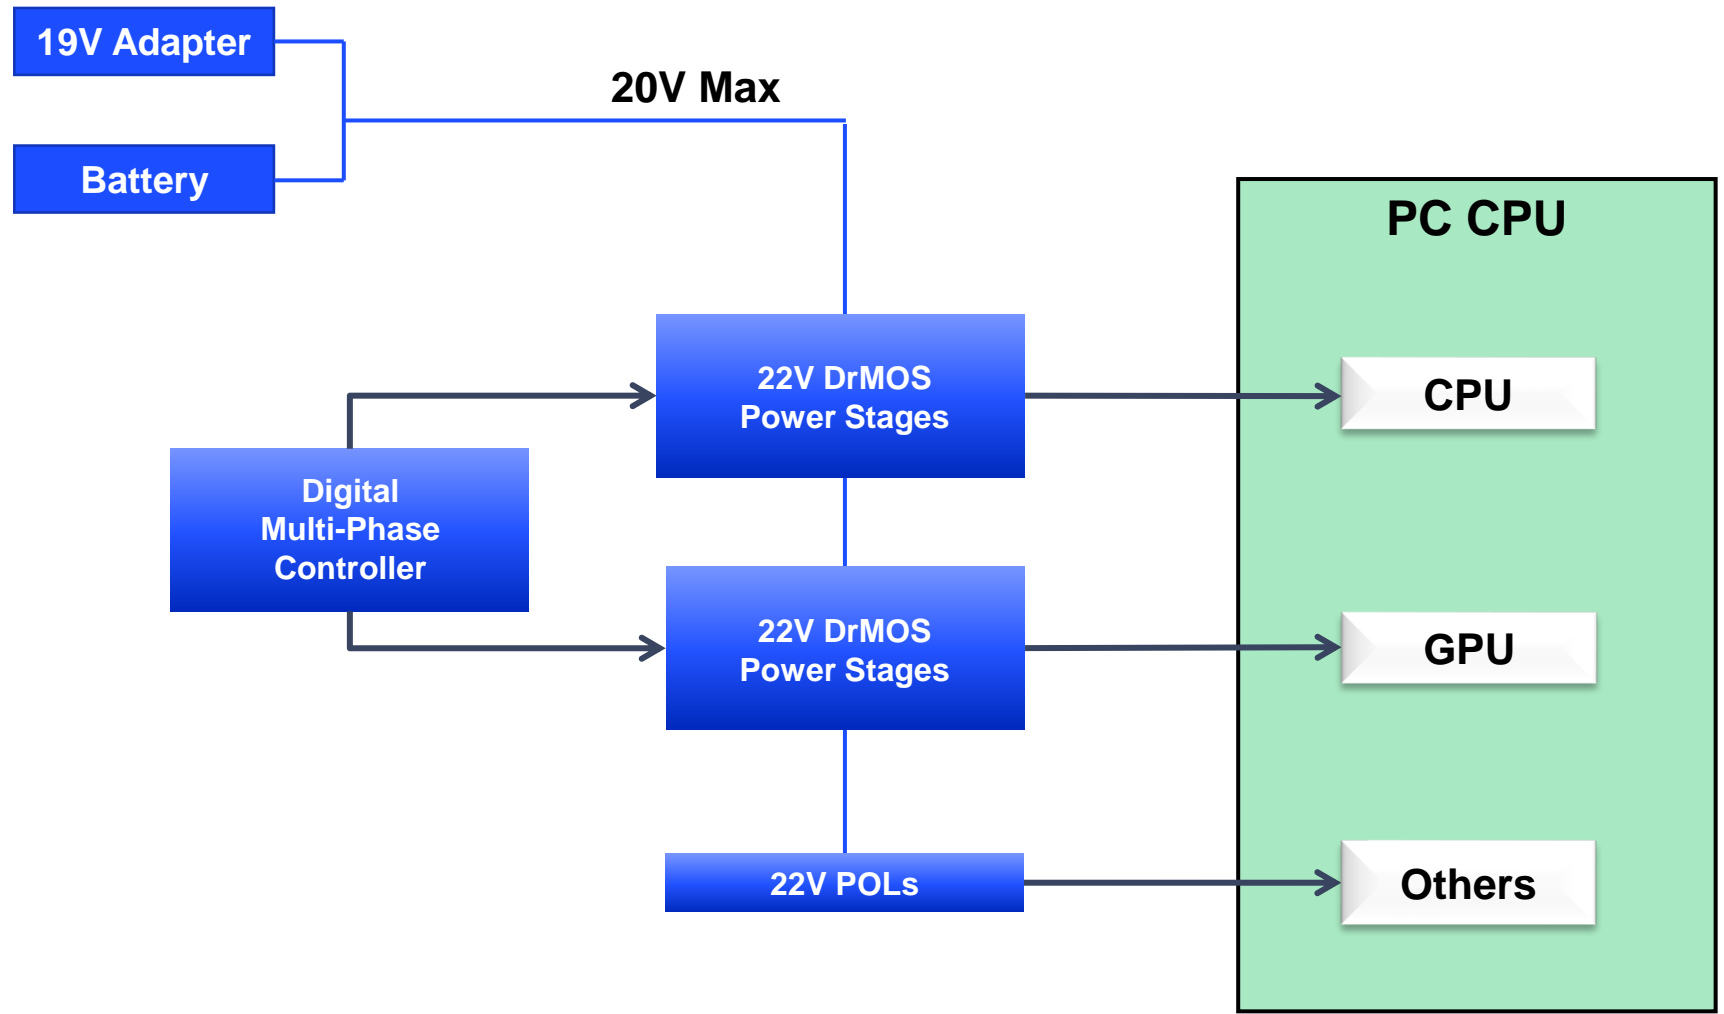 19V Adapter
20V Max
Battery
PC CPU
22V DrMOS
Power Stages
CPU
Digital
Multi-Phase
Controller
22V DrMOS
Power Stages
GPU
22V POLs
Others